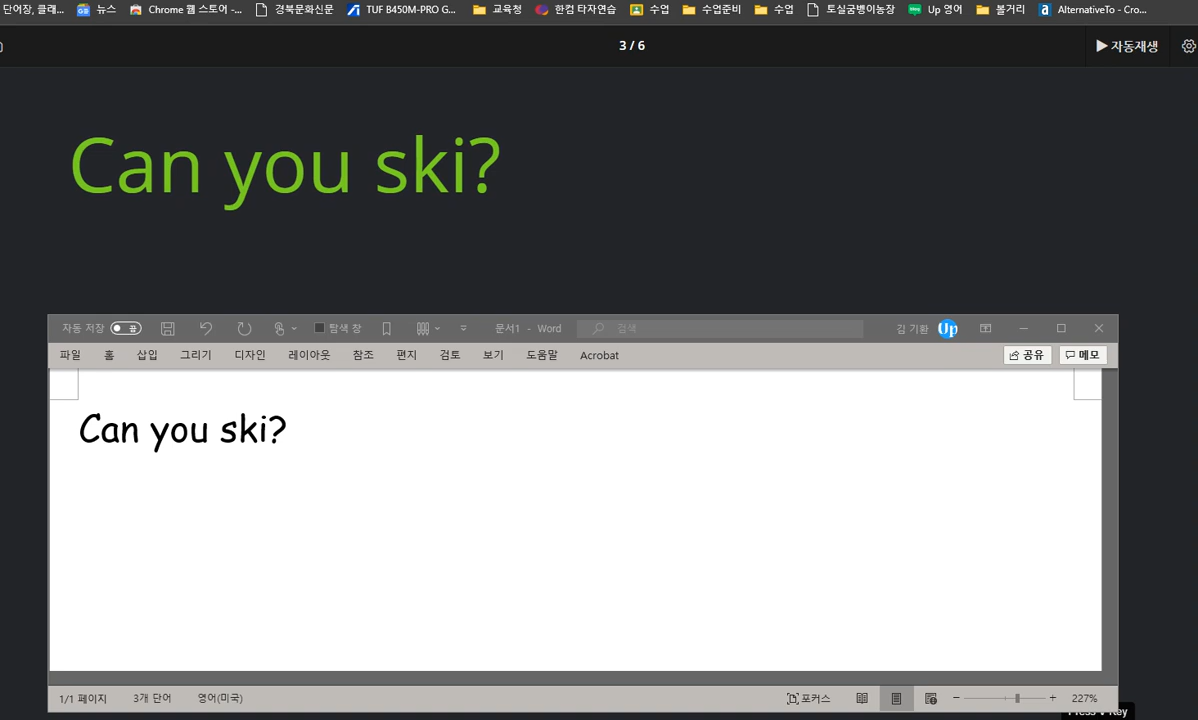 단어장, 클래...
뉴스
Chrome 웹 스토어 -...
경북문화신문
TUF B450M-PRO G...
교육청
한컴 타자연습
수업
수업준비
수업
토실굼벵이농장
Up 영어
볼거리
AlternativeTo - Cro...
3 / 6
▶ 자동재생
Can you ski?
자동 저장
끔
탐색 창
문서1 - Word
검색
김 기환
Up
파일 홈 삽입 그리기 디자인 레이아웃 참조 편지 검토 보기 도움말 Acrobat
공유
메모
Can you ski?
1/1 페이지
3개 단어
영어(미국)
포커스
227%
Key